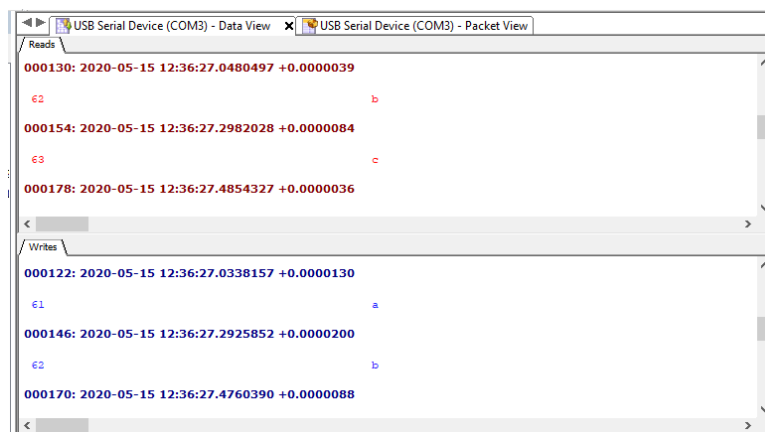 USB Serial Device (COM3) - Data View USB Serial Device (COM3) - Packet View
Reads
000130: 2020-05-15 12:36:27.0480497 +0.0000039
62 b
000154: 2020-05-15 12:36:27.2982028 +0.0000084
63 c
000178: 2020-05-15 12:36:27.4854327 +0.0000036
Writes
000122: 2020-05-15 12:36:27.0338157 +0.0000130
61 a
000146: 2020-05-15 12:36:27.2925852 +0.0000200
62 b
000170: 2020-05-15 12:36:27.4760390 +0.0000088